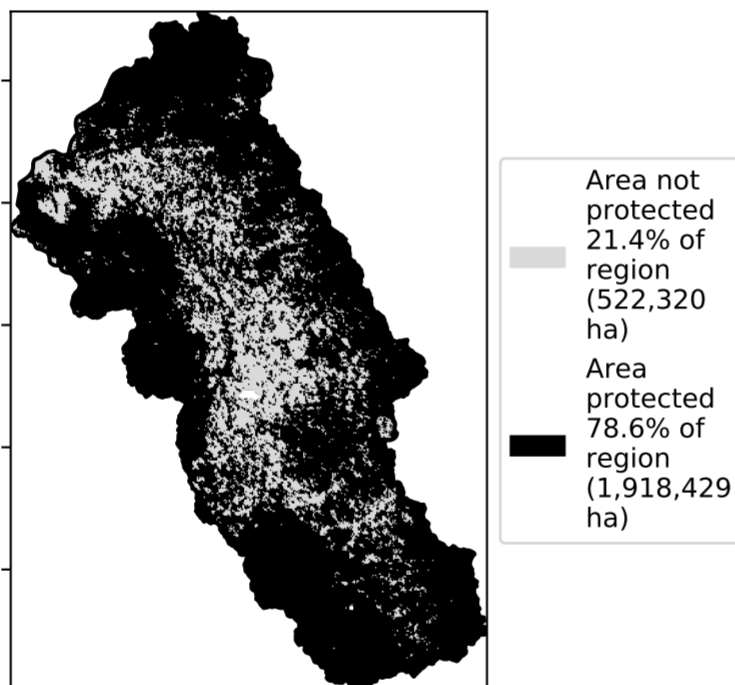 Area not
protected
21.4% of
region
(522,320
ha)
Area
protected
78.6% of
region
(1,918,429
ha)